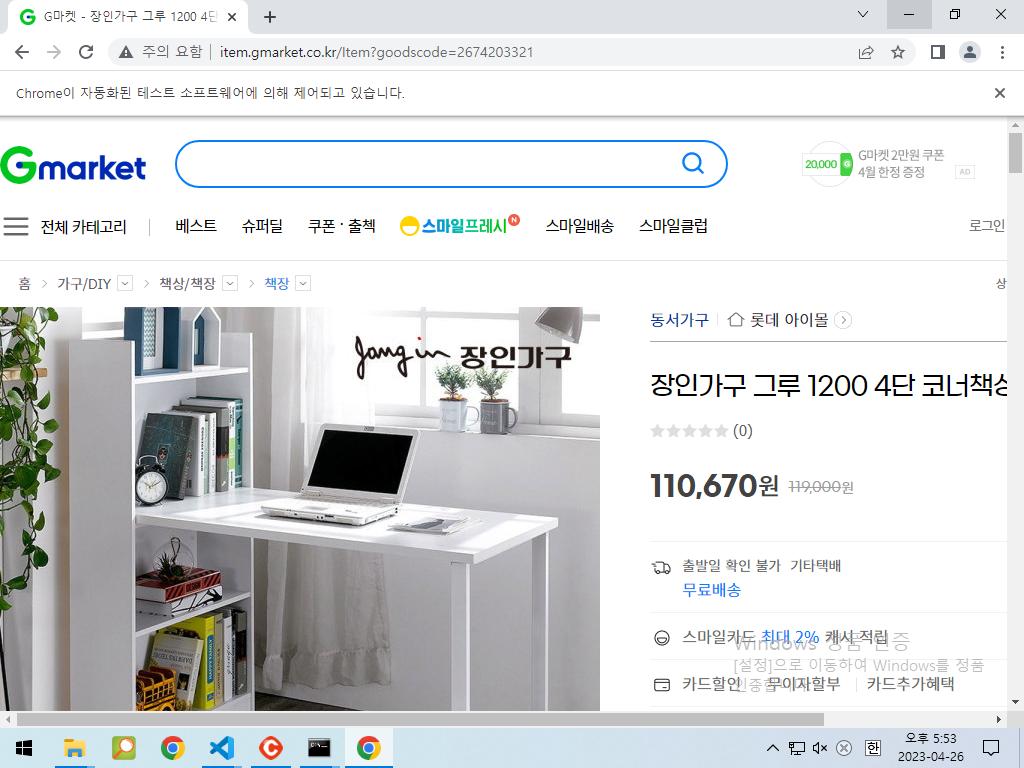 G마켓 - 장인가구 그루 1200 4단
주의 요함
item.gmarket.co.kr/Item?goodscode=2674203321
Chrome이 자동화된 테스트 소프트웨어에 의해 제어되고 있습니다.
Gmarket
20,000
G마켓 2만원 쿠폰
4월 한정 증정
AD
전체 카테고리
베스트
슈퍼딜
쿠폰·출첵
스마일프레시
N
스마일배송
스마일클럽
로그인
홈 > 가구/DIY > 책상/책장 > 책장
상
Jang in 장인가구
동서가구
롯데 아이몰
장인가구 그루 1200 4단 코너책상
(0)
110,670원 119,000원
출발일 확인 불가 기타택배
무료배송
스마일카드 최대 2% 캐시 적립
Windows 정품 인증
[설정]으로 이동하여 Windows를 정품
인증합니다.
카드할인 무이자할부 카드추가혜택
오후 5:53
한
2023-04-26